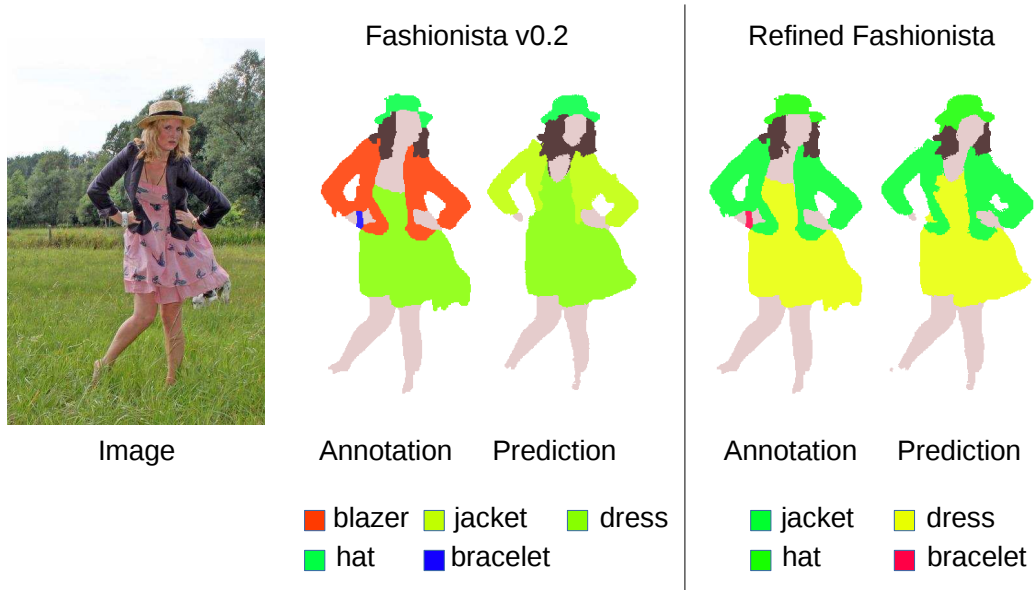 Fashionista v0.2
Refined Fashionista
Image
Annotation
Prediction
Annotation
Prediction
blazer
jacket
dress
hat
bracelet
jacket
dress
hat
bracelet